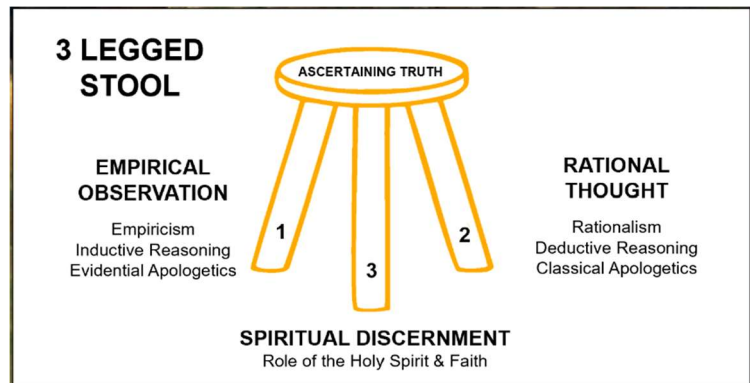 3 LEGGED
STOOL
ASCERTAINING TRUTH
EMPIRICAL
OBSERVATION
Empiricism
Inductive Reasoning
Evidential Apologetics
1
3
2
RATIONAL
THOUGHT
Rationalism
Deductive Reasoning
Classical Apologetics
SPIRITUAL DISCERNMENT
Role of the Holy Spirit & Faith